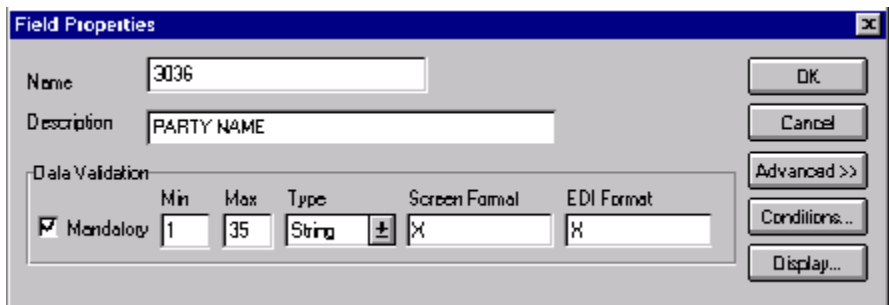 Field Properties
Name 3036 OK
Description PARTY NAME Cancel
Data Validation Advanced >>
Min Max Type Screen Format EDI Format
Mandatory 1 35 String X X Conditions...
Display...